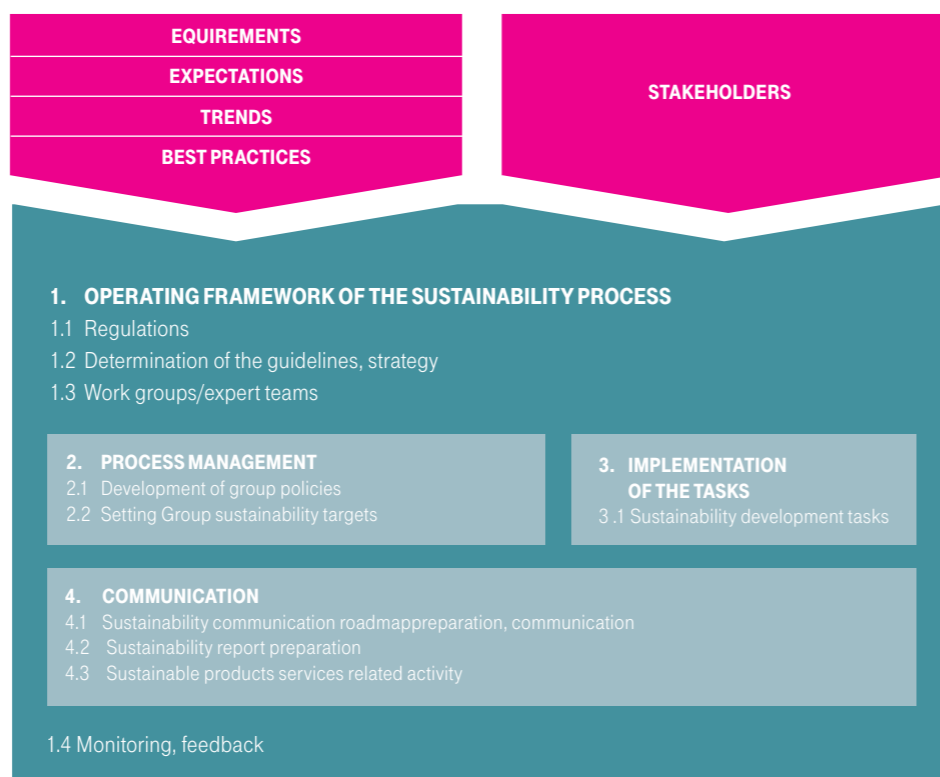 EQUIREMENTS
EXPECTATIONS
TRENDS
BEST PRACTICES
STAKEHOLDERS
1. OPERATING FRAMEWORK OF THE SUSTAINABILITY PROCESS
1.1 Regulations
1.2 Determination of the guidelines, strategy
1.3 Work groups/expert teams
2. PROCESS MANAGEMENT
2.1 Development of group policies
2.2 Setting Group sustainability targets
3. IMPLEMENTATION
OF THE TASKS
3 .1 Sustainability development tasks
4. COMMUNICATION
4.1 Sustainability communication roadmappreparation, communication
4.2 Sustainability report preparation
4.3 Sustainable products services related activity
1.4 Monitoring, feedback